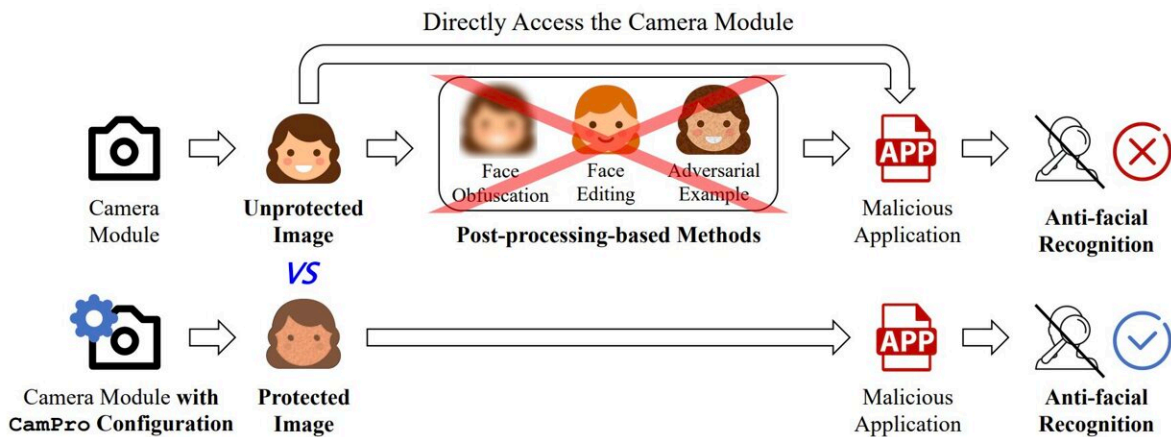 Directly Access the Camera Module
Face
Obfuscation
Face
Editing
Adversarial
Example
APP
Camera
Module
Unprotected
Image
Post-processing-based Methods
Malicious
Application
Anti-facial
Recognition
VS
APP
Camera Module with
CamPro Configuration
Protected
Image
Malicious
Application
Anti-facial
Recognition